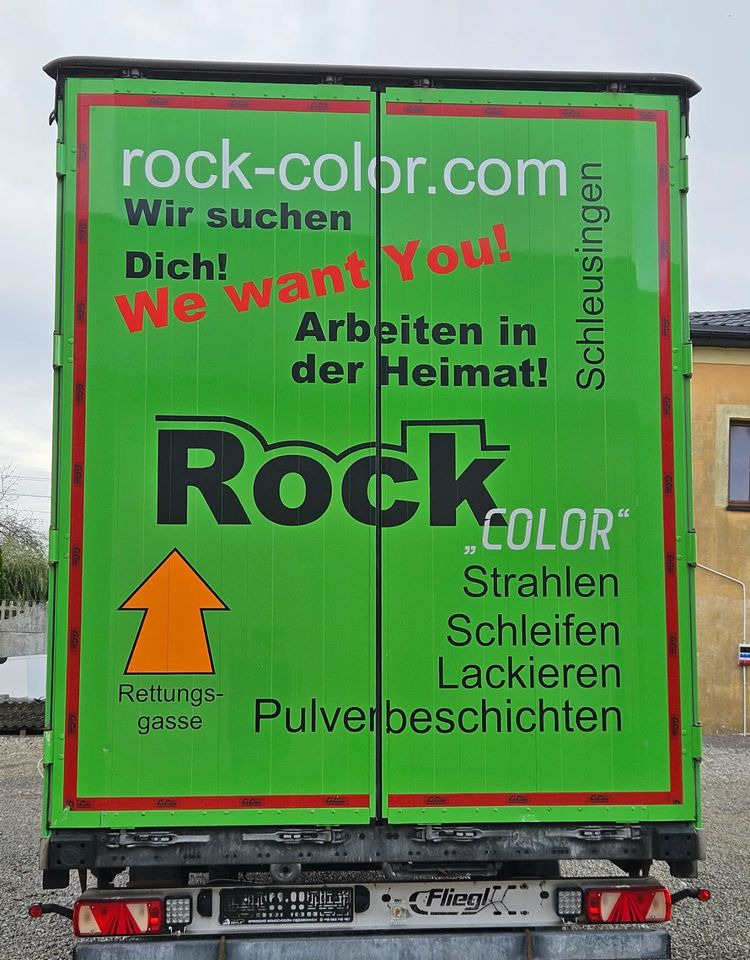 rock-color.com
Wir suchen
Dich!
We want You!
Arbeiten in
der Heimat!
Schleusingen
Rock
„COLOR“
Strahlen
Schleifen
Lackieren
Pulverbeschichten
Rettungs-
gasse
Fliegl